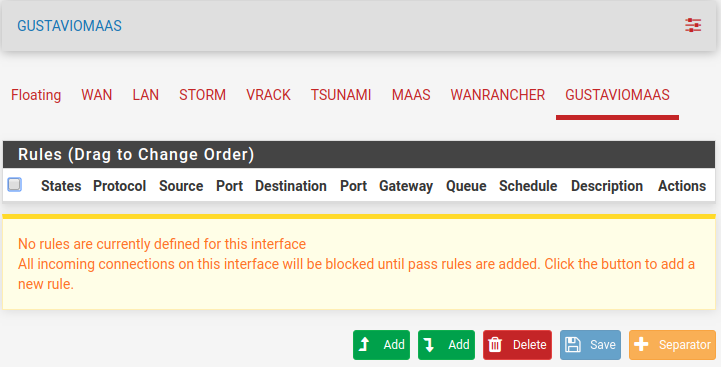 GUSTAVIOMAAS
Floating WAN LAN STORM VRACK TSUNAMI MAAS WANRANCHER GUSTAVIOMAAS
Rules (Drag to Change Order)
States Protocol Source Port Destination Port Gateway Queue Schedule Description Actions
No rules are currently defined for this interface
All incoming connections on this interface will be blocked until pass rules are added. Click the button to add a
new rule.
Add Add Delete Save Separator